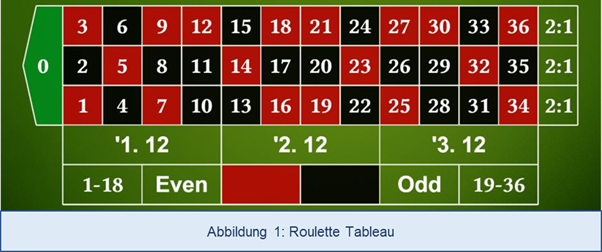 3 6 9 12 15 18 21 24 27 30 33 36 2:1
0 2 5 8 11 14 17 20 23 26 29 32 35 2:1
1 4 7 10 13 16 19 22 25 28 31 34 2:1
'1. 12 '2. 12 '3. 12
1-18 Even Odd 19-36
Abbildung 1: Roulette Tableau